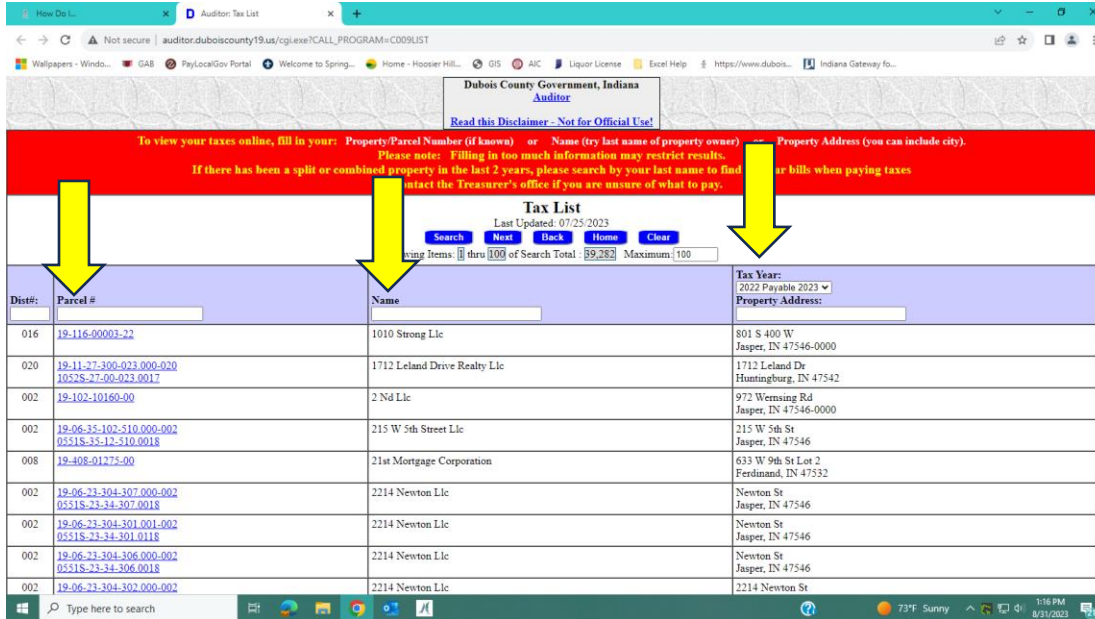 How Do I...
Auditor: Tax List
Not secure | auditor.duboiscounty19.us/cgi.exe?CALL_PROGRAM=C009LIST
Wallpapers - Windo... GAB PayLocalGov Portal Welcome to Spring... Home - Hoosier Hill... GIS AIC Liquor License Excel Help https://www.dubois... Indiana Gateway fo...
Dubois County Government, Indiana
Auditor
Read this Disclaimer - Not for Official Use!
To view your taxes online, fill in your: Property/Parcel Number (if known) or Name (try last name of property owner) or Property Address (you can include city).
Please note: Filling in too much information may restrict results.
If there has been a split or combined property in the last 2 years, please search by your last name to find bills when paying taxes
the Treasurer's office if you are unsure of what to pay.
Tax List
Last Updated: 07/25/2023
Search Next Back Home Clear
Items: 1 thru 100 of Search Total : 39,282 Maximum: 100
Dist#: Parcel # Name Tax Year:
2022 Payable 2023
Property Address:
016 19-116-00003-22 1010 Strong Llc 801 S 400 W
Jasper, IN 47546-0000
020 19-11-27-300-023.000-020 1712 Leland Drive Realty Llc 1712 Leland Dr
1052S-27-00-023.0017 Huntingburg, IN 47542
002 19-102-10160-00 2 Nd Llc 972 Wernsing Rd
Jasper, IN 47546-0000
002 19-06-35-102-510.000-002 215 W 5th Street Llc 215 W 5th St
0551S-35-12-510.0018 Jasper, IN 47546
008 19-408-01275-00 21st Mortgage Corporation 633 W 9th St Lot 2
Ferdinand, IN 47532
002 19-06-23-304-307.000-002 2214 Newton Llc Newton St
0551S-23-34-307.0018 Jasper, IN 47546
002 19-06-23-304-301.001-002 2214 Newton Llc Newton St
0551S-23-34-301.0118 Jasper, IN 47546
002 19-06-23-304-306.000-002 2214 Newton Llc Newton St
0551S-23-34-306.0018 Jasper, IN 47546
002 19-06-23-304-302.000-002 2214 Newton Llc 2214 Newton St
Type here to search 73°F Sunny 1:16 PM
8/31/2023